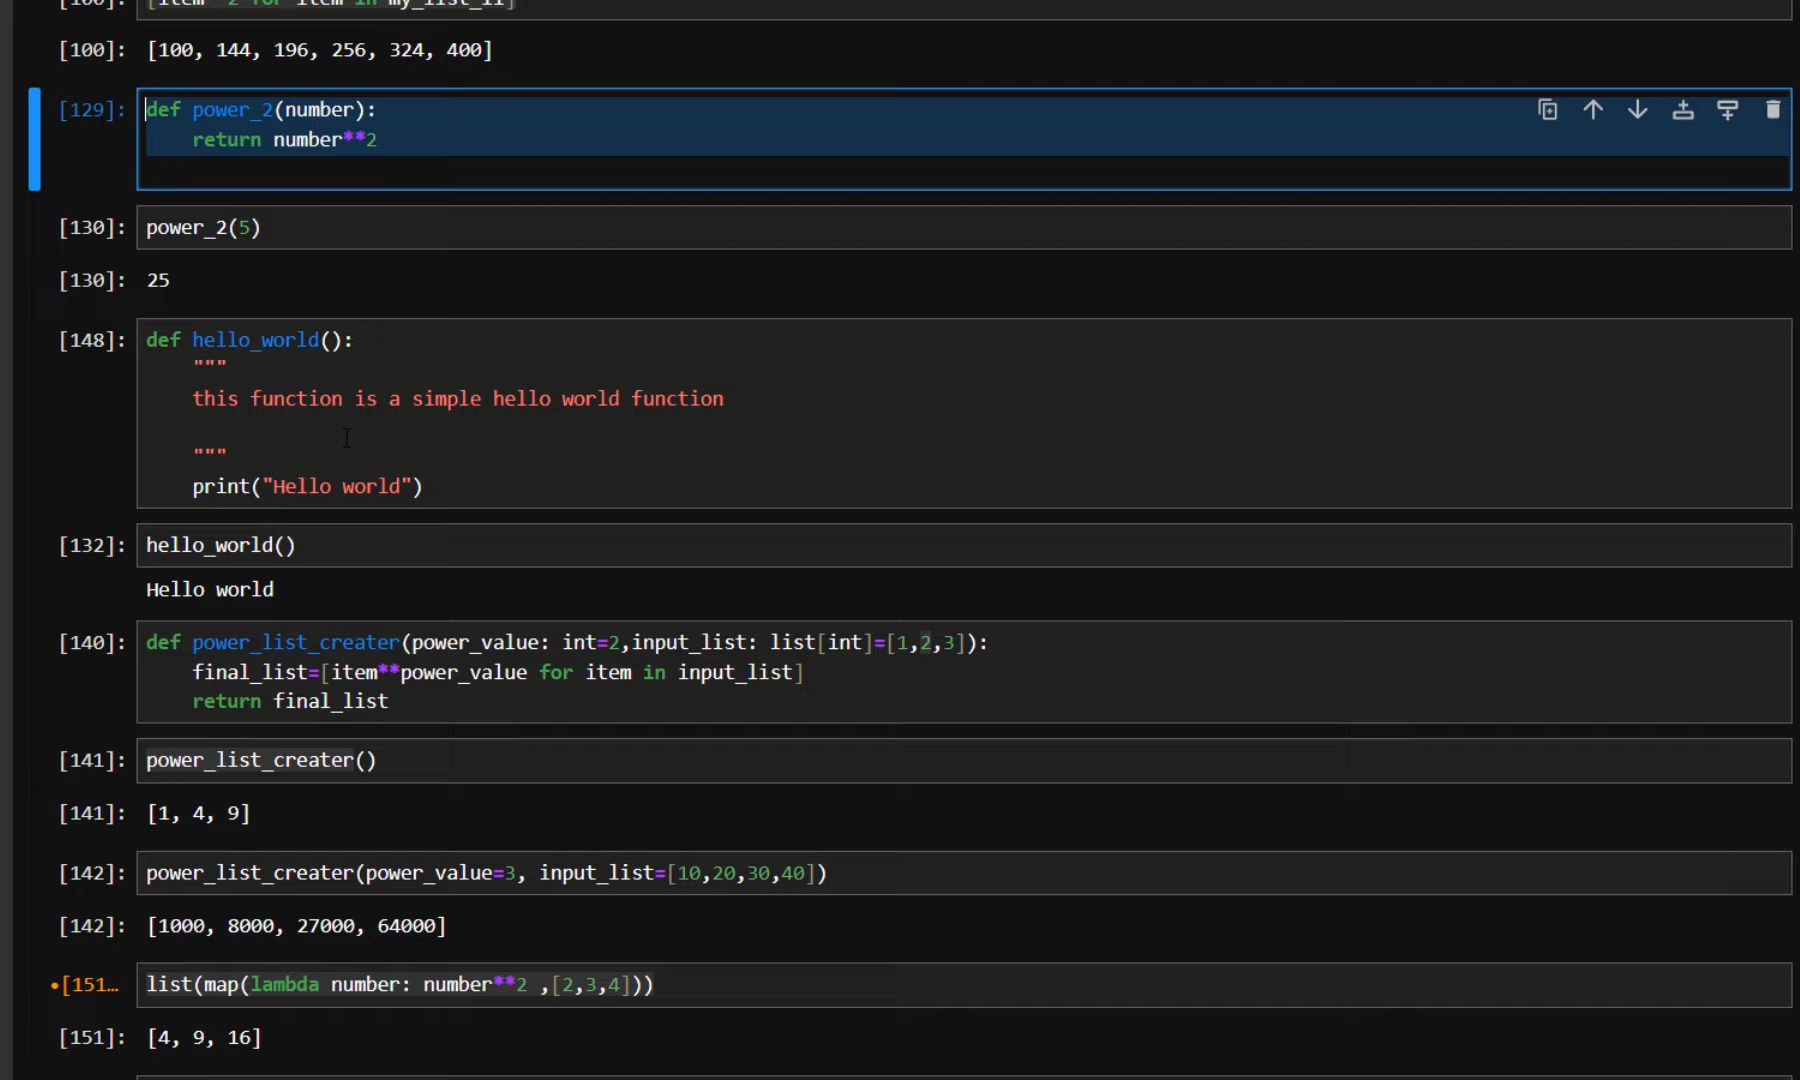 [100]: [item**2 for item in my_list_11]
[100]: [100, 144, 196, 256, 324, 400]
[129]: def power_2(number):
return number**2
[130]: power_2(5)
[130]: 25
[148]: def hello_world():
"""
this function is a simple hello world function
"""
print("Hello world")
[132]: hello_world()
Hello world
[140]: def power_list_creater(power_value: int=2,input_list: list[int]=[1,2,3]):
final_list=[item**power_value for item in input_list]
return final_list
[141]: power_list_creater()
[141]: [1, 4, 9]
[142]: power_list_creater(power_value=3, input_list=[10,20,30,40])
[142]: [1000, 8000, 27000, 64000]
•[151… list(map(lambda number: number**2 ,[2,3,4]))
[151]: [4, 9, 16]